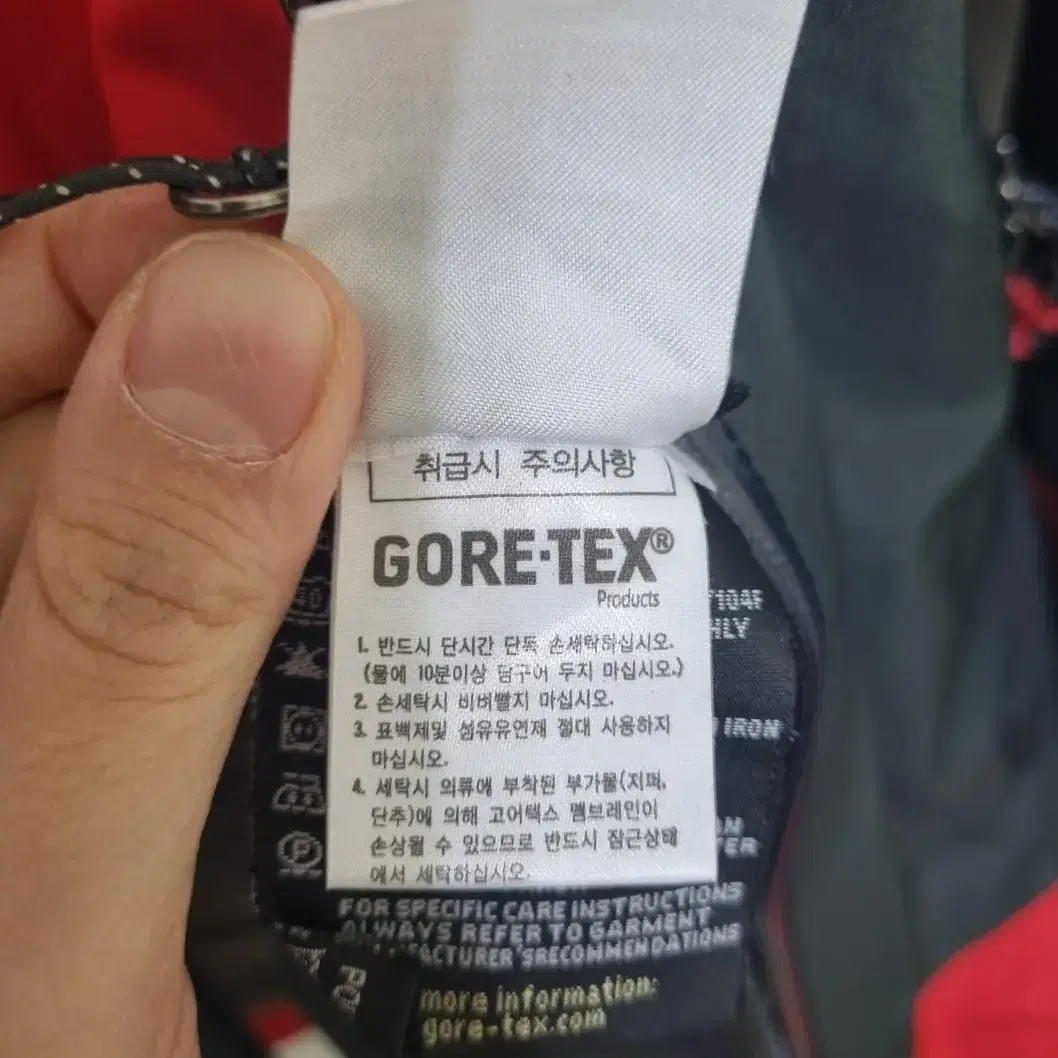 취급시 주의사항
GORE-TEX®
Products
1. 반드시 단시간 단독 손세탁하십시오.
(물에 10분이상 담구어 두지 마십시오.)
2. 손세탁시 비벼빨지 마십시오.
3. 표백제및 섬유유연제 절대 사용하지
마십시오.
4. 세탁시 의류에 부착된 부가물(지퍼,
단추)에 의해 고어텍스 멤브레인이
손상될 수 있으므로 반드시 잠근상태
에서 세탁하십시오.
IRON
FOR SPECIFIC CARE INSTRUCTIONS
ALWAYS REFER TO GARMENT
more information:
gore-tex.com